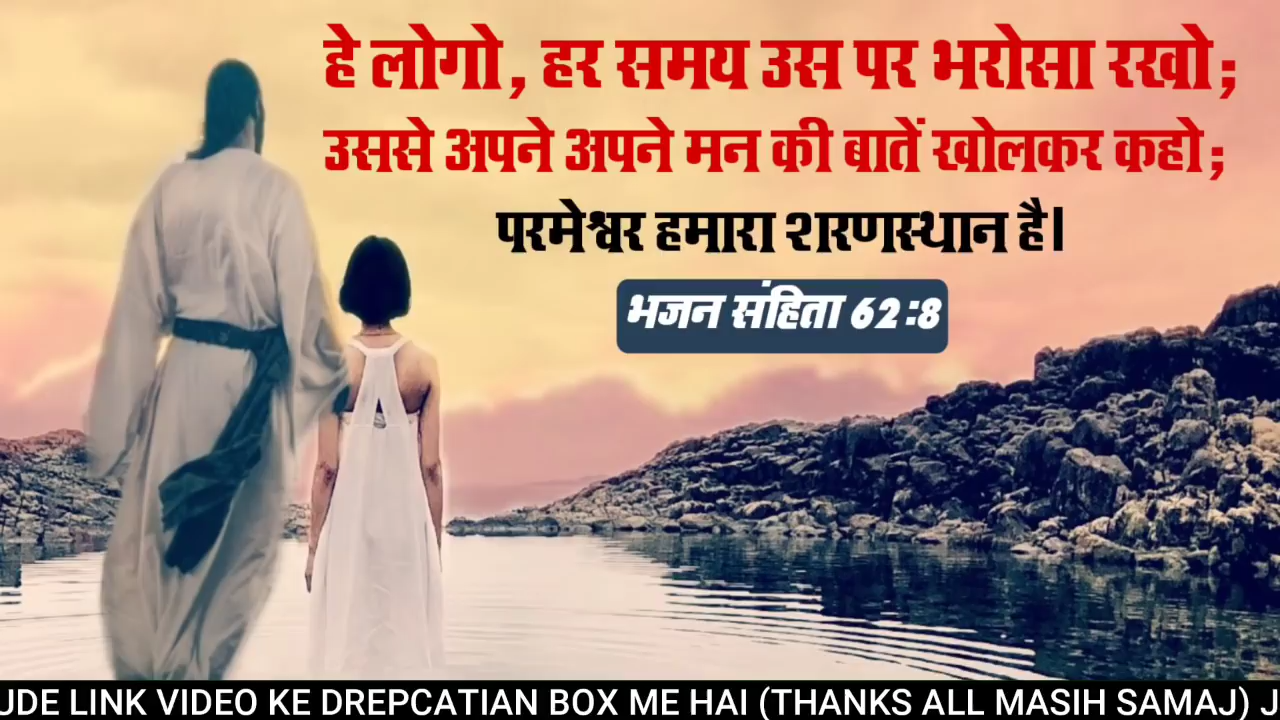 हे लोगो, हर समय उस पर भरोसा रखो;
उससे अपने अपने मन की बातें खोलकर कहो;
परमेश्वर हमारा शरणस्थान है।
भजन संहिता 62:8
JDE LINK VIDEO KE DREPCATIAN BOX ME HAI (THANKS ALL MASIH SAMAJ) J